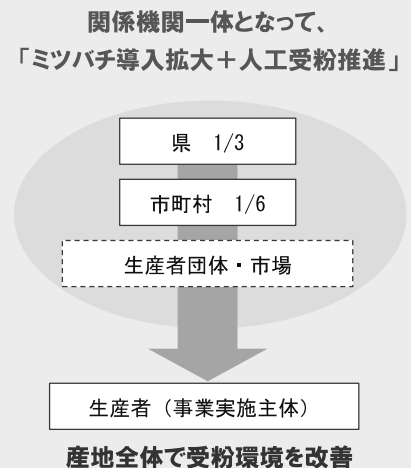 関係機関一体となって、
「ミツバチ導入拡大＋人工受粉推進」
県　1/3
市町村　1/6
生産者団体・市場
生産者（事業実施主体）
産地全体で受粉環境を改善